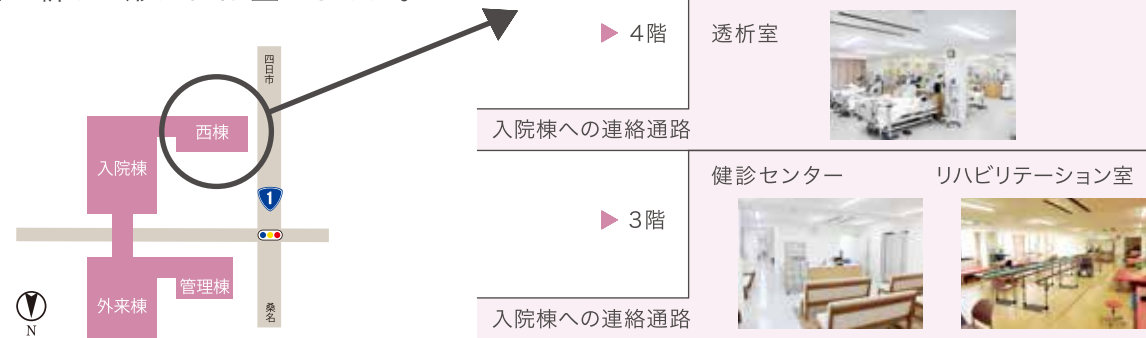 四日市
西棟
入院棟
1
管理棟
外来棟
桑名
N
4階
透析室
入院棟への連絡通路
健診センター
リハビリテーション室
3階
入院棟への連絡通路